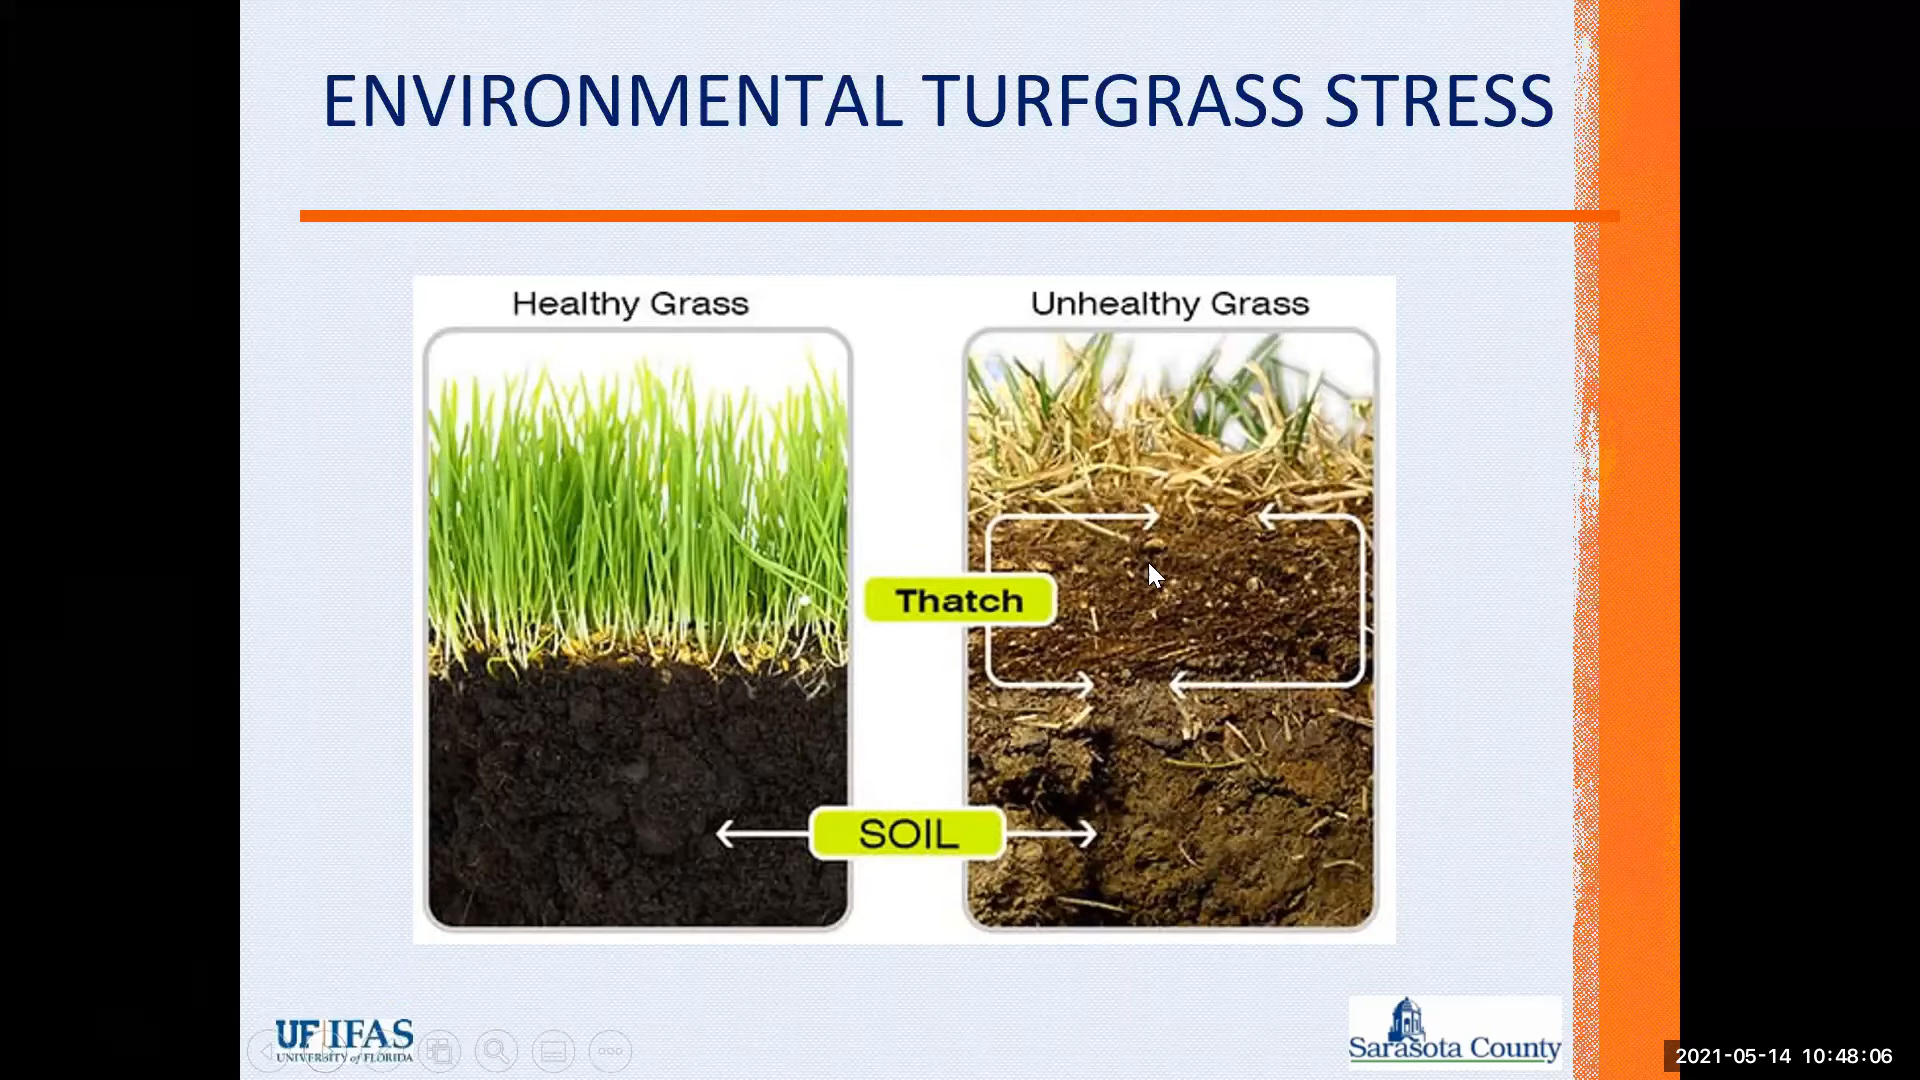 ENVIRONMENTAL TURFGRASS STRESS
Healthy Grass
Unhealthy Grass
Thatch
SOIL
UF|IFAS
UNIVERSITY of FLORIDA
Sarasota County
2021-05-14 10:48:06